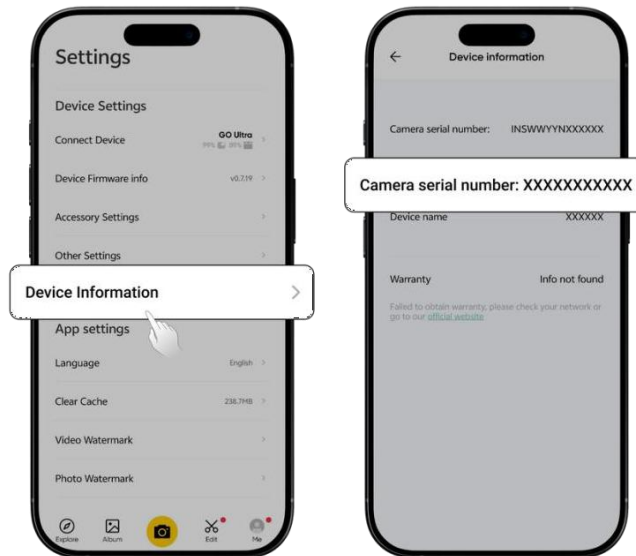 Settings
Device Settings
Connect Device
GO Ultra
99% 89%
Device Firmware info
v0.7.19
Accessory Settings
Other Settings
Device Information
App settings
Language
English
Clear Cache
238.7MB
Video Watermark
Photo Watermark
Explore
Album
Edit
Me
Device information
Camera serial number:
INSWWYYNXXXXXX
Camera serial number: XXXXXXXXXXX
Device name
XXXXXX
Warranty
Info not found
Failed to obtain warranty, please check your network or
go to our official website